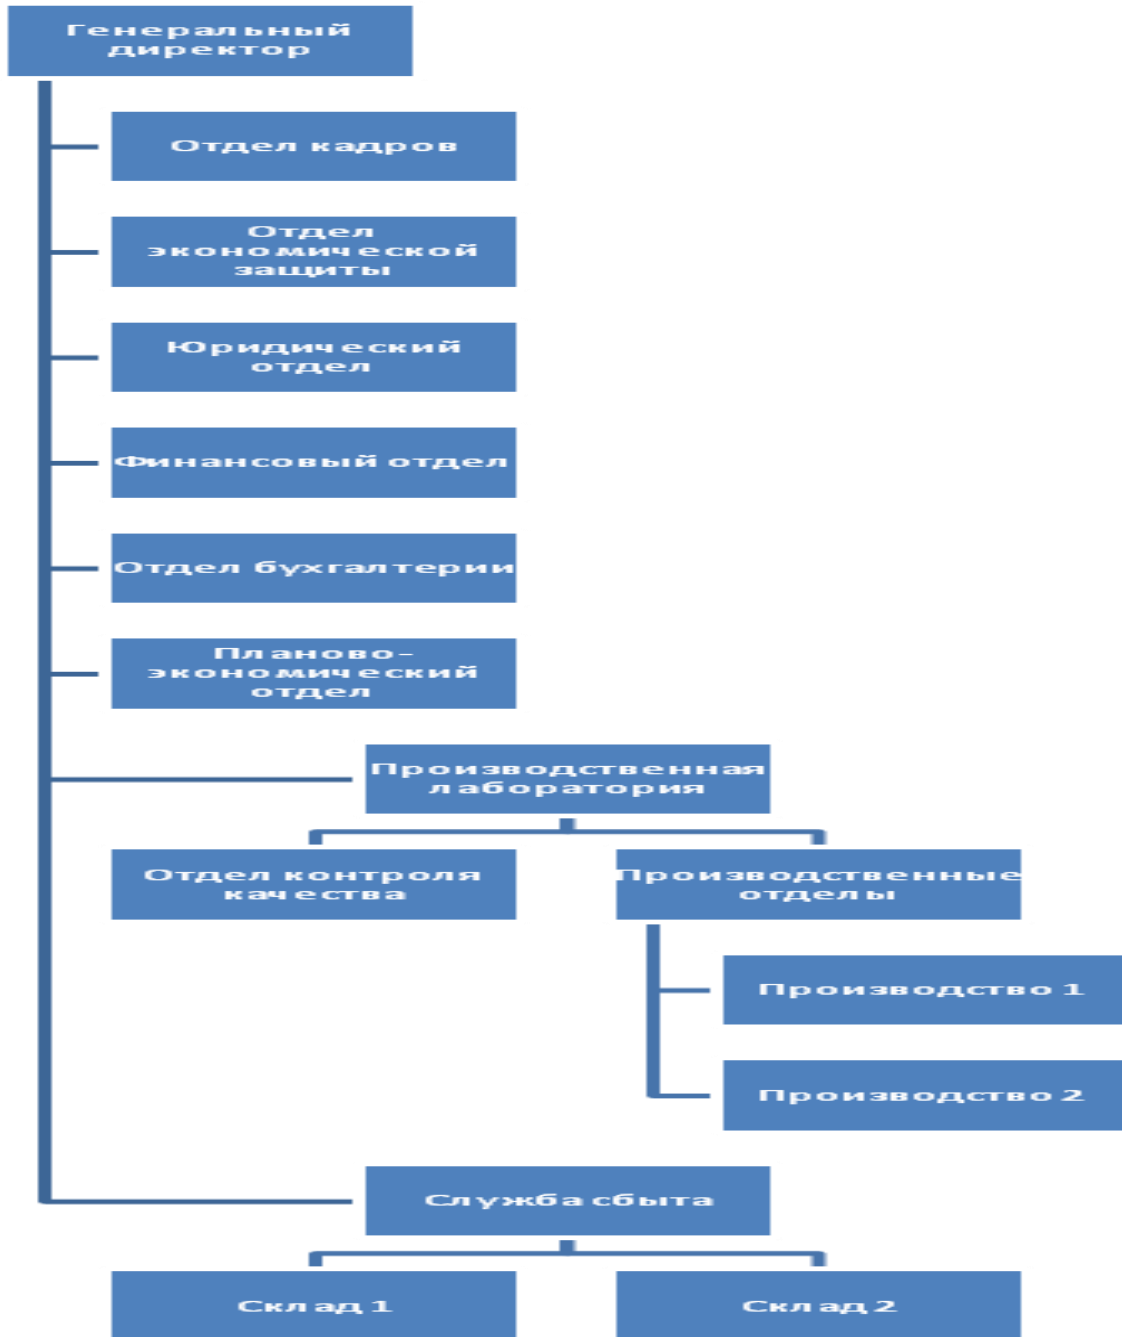 Генеральный
директор
Отдел кадров
Отдел
экономической
защиты
Юридический
отдел
Финансовый отдел
Отдел бухгалтерии
Планово-
экономический
отдел
Производственная
лаборатория
Отдел контроля
качества
Производственные
отделы
Производство 1
Производство 2
Служба сбыта
Склад 1
Склад 2